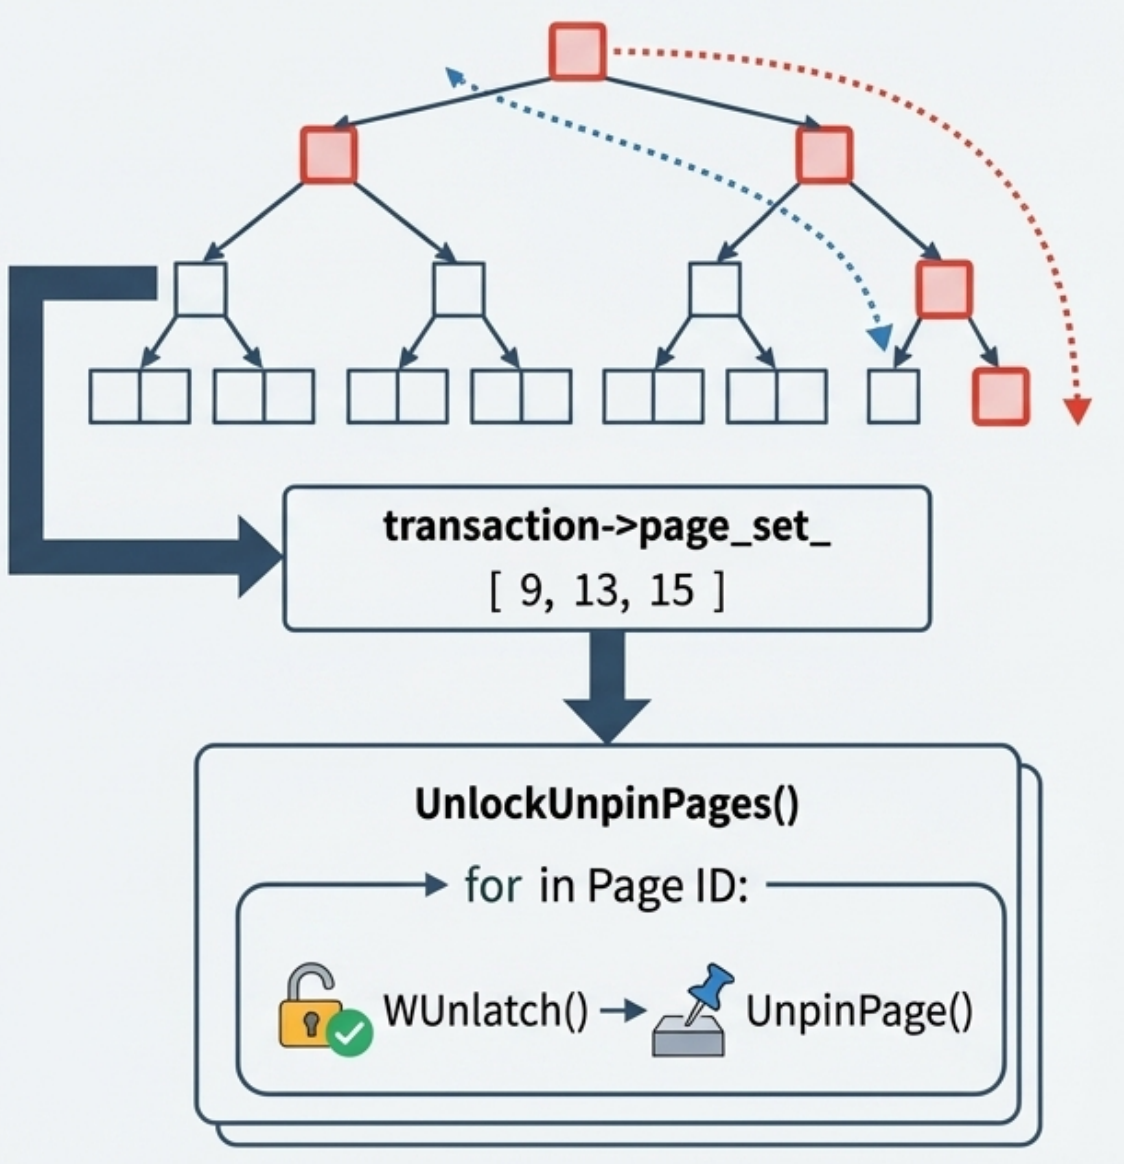 transaction->page_set_
[ 9, 13, 15 ]
UnlockUnpinPages()
for in Page ID:
WUnlatch() UnpinPage()